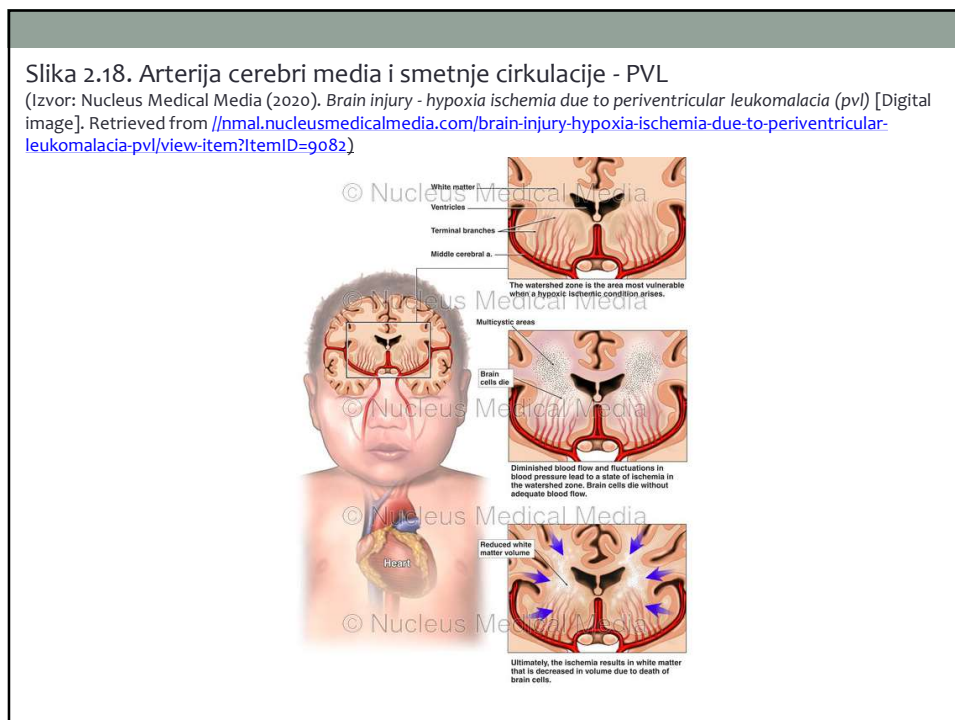 Slika 2.18. Arterija cerebri media i smetnje cirkulacije - PVL
(Izvor: Nucleus Medical Media (2020). Brain injury - hypoxia ischemia due to periventricular leukomalacia (pvl) [Digital
image]. Retrieved from //nmal.nucleusmedicalmedia.com/brain-injury-hypoxia-ischemia-due-to-periventricular-
leukomalacia-pvl/view-item?ItemID=9082)
© Nucleus Medical Media
White matter
Ventricles
Terminal branches
Middle cerebral a.
The watershed zone is the area most vulnerable
when a hypoxic ischemic condition arises.
© Nucleus Medical Media
Multicystic areas
Brain
cells die
© Nucleus Medical Media
Diminished blood flow and fluctuations in
blood pressure lead to a state of ischemia in
the watershed zone. Brain cells die without
adequate blood flow.
© Nucleus Medical Media
Reduced white
matter volume
Heart
© Nucleus Medical Media
Ultimately, the ischemia results in white matter
that is decreased in volume due to death of
brain cells.